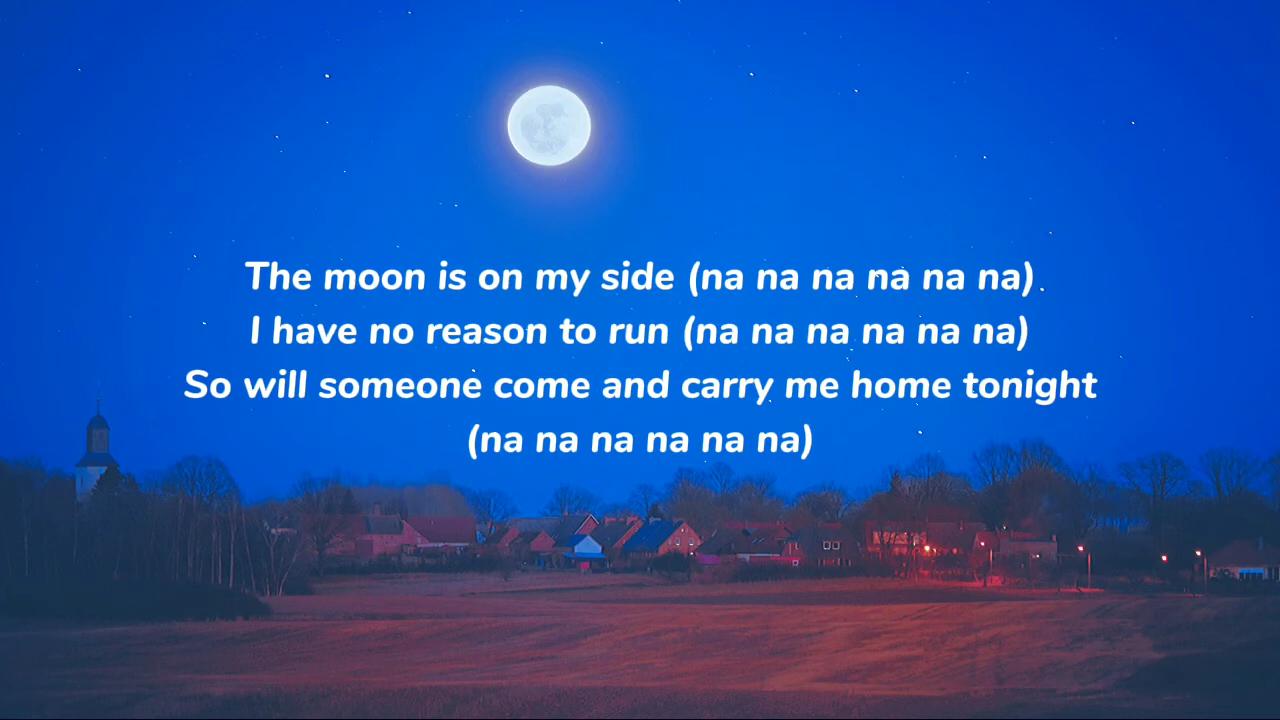 The moon is on my side (na na na na na na)
I have no reason to run (na na na na na na)
So will someone come and carry me home tonight
(na na na na na na)